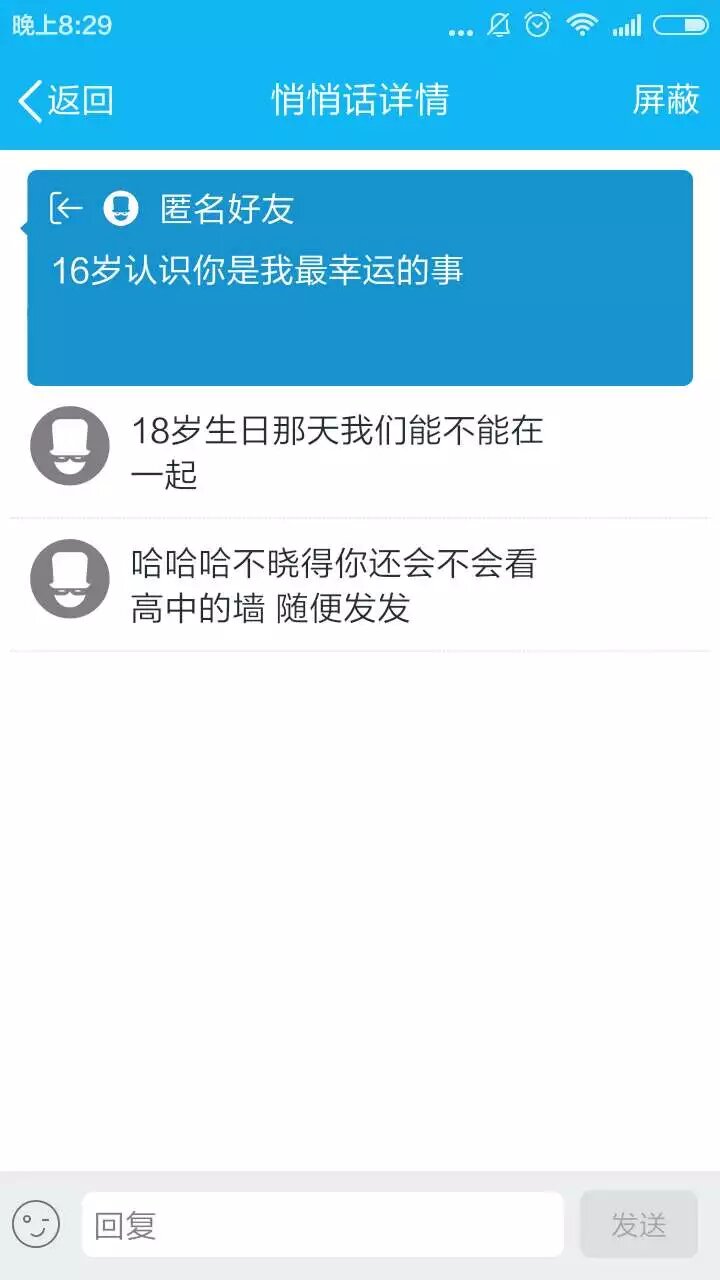 晚上8:29
返回
悄悄话详情
屏蔽
匿名好友
16岁认识你是我最幸运的事
18岁生日那天我们能不能在
一起
哈哈哈不晓得你还会不会看
高中的墙 随便发发
回复
发送